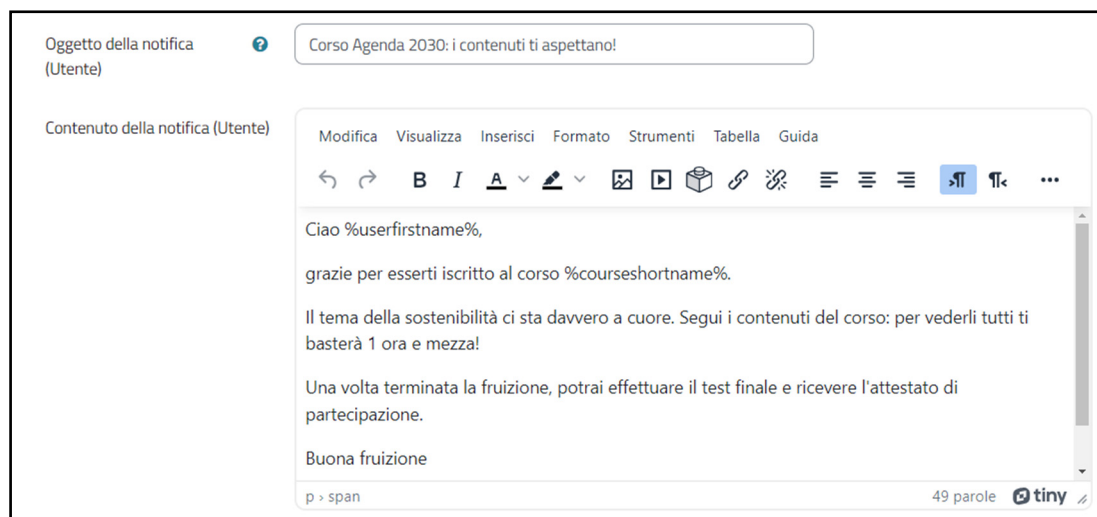 Oggetto della notifica
(Utente)
Corso Agenda 2030: i contenuti ti aspettano!
Contenuto della notifica (Utente)
Modifica Visualizza Inserisci Formato Strumenti Tabella Guida
Ciao %userfirstname%,
grazie per esserti iscritto al corso %courseshortname%.
Il tema della sostenibilità ci sta davvero a cuore. Segui i contenuti del corso: per vederli tutti ti
basterà 1 ora e mezza!
Una volta terminata la fruizione, potrai effettuare il test finale e ricevere l'attestato di
partecipazione.
Buona fruizione
p › span
49 parole tiny